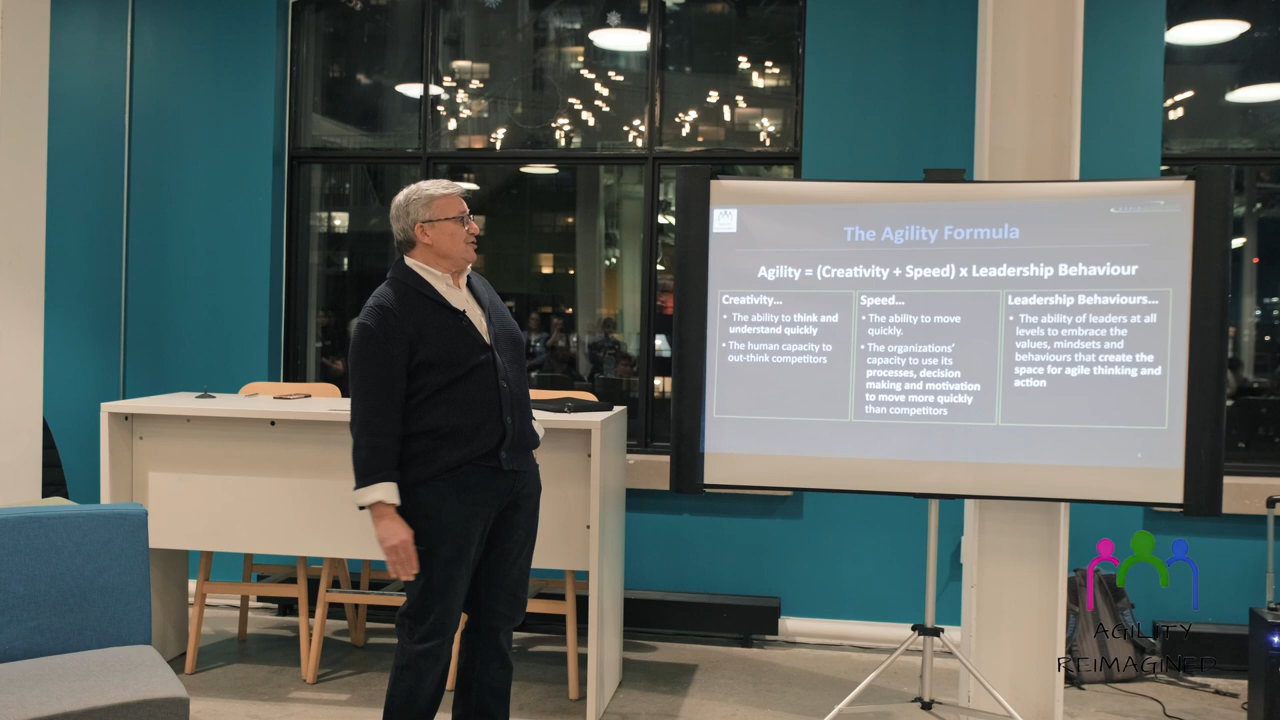 The Agility Formula
Agility = (Creativity + Speed) x Leadership Behaviour
Creativity...
• The ability to think and
understand quickly
• The human capacity to
out-think competitors
Speed...
• The ability to move
quickly.
• The organizations'
capacity to use its
processes, decision
making and motivation
to move more quickly
than competitors
Leadership Behaviours...
• The ability of leaders at all
levels to embrace the
values, mindsets and
behaviours that create the
space for agile thinking and
action
4
AGILITY
REIMAGINED